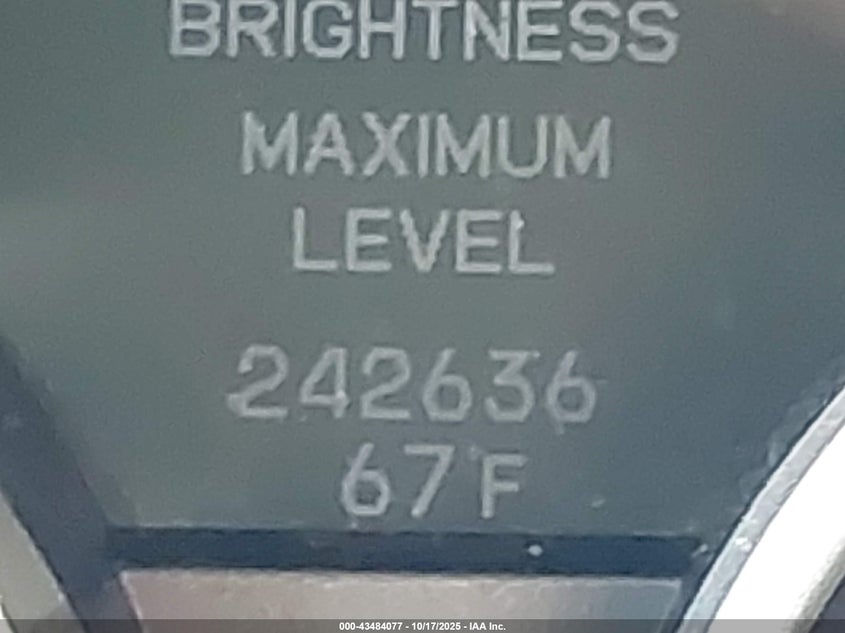 BRIGHTNESS
MAXIMUM
LEVEL
242636
67°F
000-43484077 - 10/17/2025 - IAA Inc.